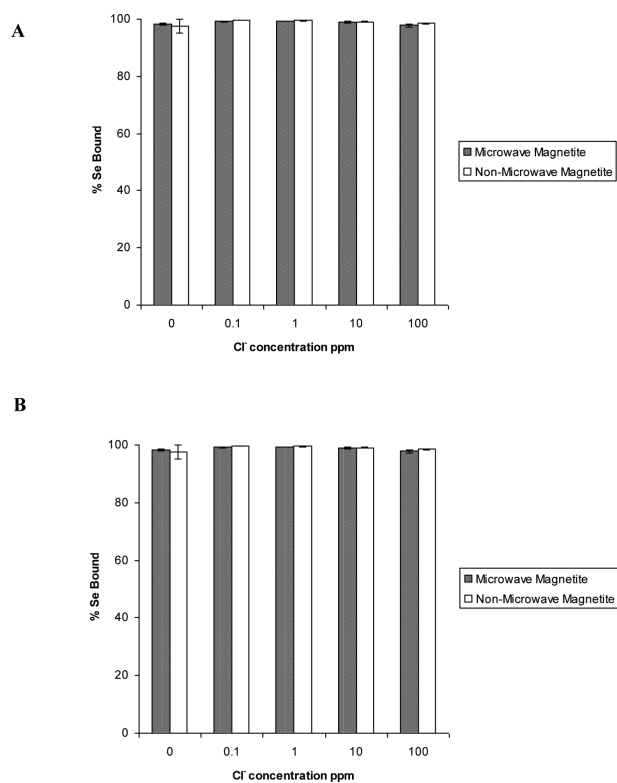 A
100
80
60
40
20
0
% Se Bound
0 0.1 1 10 100
Cl⁻ concentration ppm
Microwave Magnetite
Non-Microwave Magnetite
B
100
80
60
40
20
0
% Se Bound
0 0.1 1 10 100
Cl⁻ concentration ppm
Microwave Magnetite
Non-Microwave Magnetite